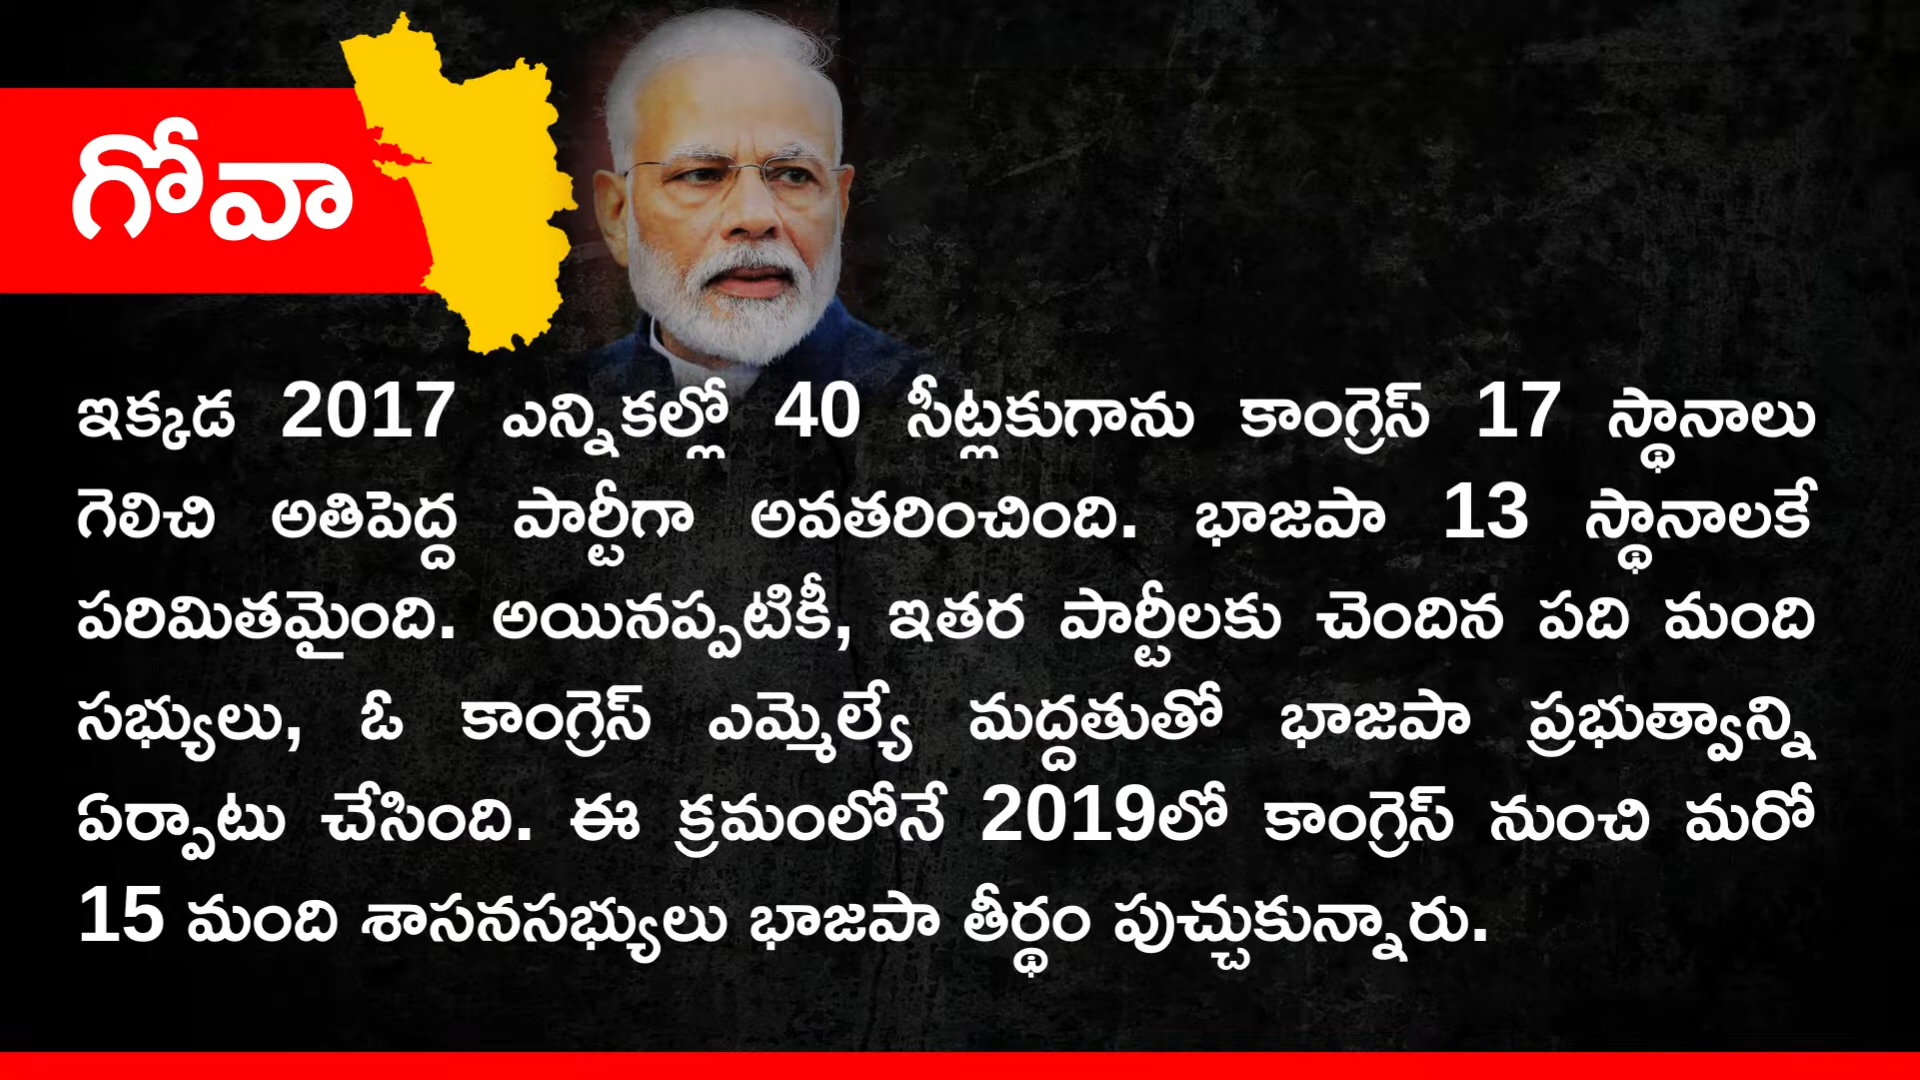 గోవా
ఇక్కడ 2017 ఎన్నికల్లో 40 సీట్లకుగాను కాంగ్రెస్ 17 స్థానాలు
గెలిచి అతిపెద్ద పార్టీగా అవతరించింది. భాజపా 13 స్థానాలకే
పరిమితమైంది. అయినప్పటికీ, ఇతర పార్టీలకు చెందిన పది మంది
సభ్యులు, ఓ కాంగ్రెస్ ఎమ్మెల్యే మద్దతుతో భాజపా ప్రభుత్వాన్ని
ఏర్పాటు చేసింది. ఈ క్రమంలోనే 2019లో కాంగ్రెస్ నుంచి మరో
15 మంది శాసనసభ్యులు భాజపా తీర్థం పుచ్చుకున్నారు.